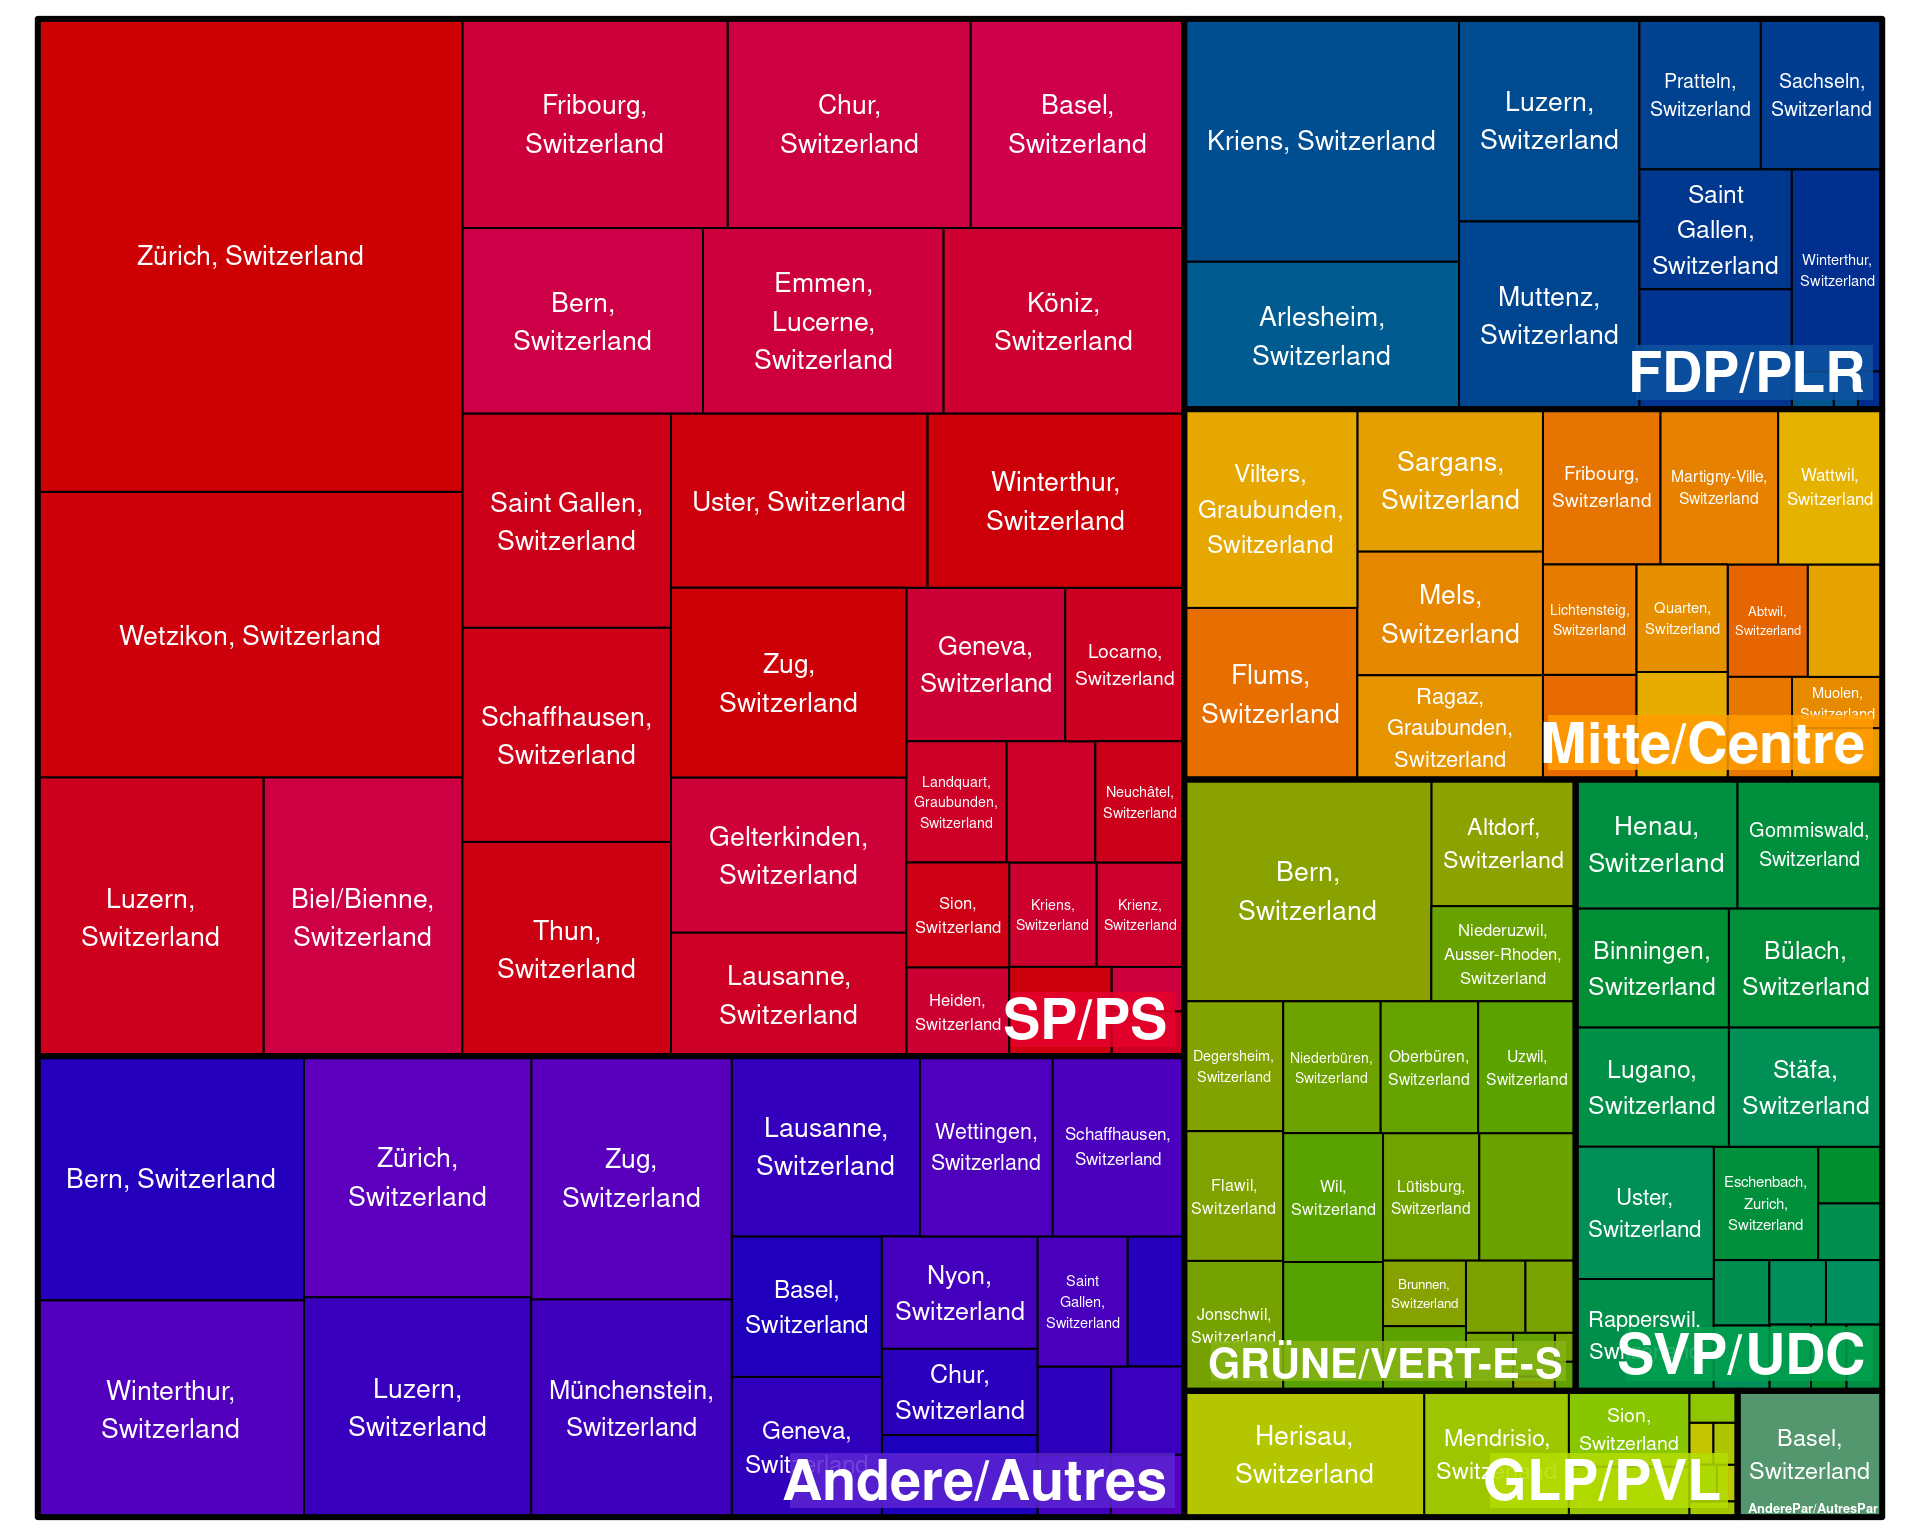 Zürich, Switzerland
Wetzikon, Switzerland
Luzern,
Switzerland
Biel/Bienne,
Switzerland
Fribourg,
Switzerland
Chur,
Switzerland
Basel,
Switzerland
Bern,
Switzerland
Emmen,
Lucerne,
Switzerland
Köniz,
Switzerland
Saint Gallen,
Switzerland
Uster, Switzerland
Winterthur,
Switzerland
Schaffhausen,
Switzerland
Thun,
Switzerland
Zug,
Switzerland
Gelterkinden,
Switzerland
Lausanne,
Switzerland
Geneva,
Switzerland
Locarno,
Switzerland
Landquart,
Graubunden,
Switzerland
Neuchâtel,
Switzerland
Sion,
Switzerland
Kriens,
Switzerland
Krienz,
Switzerland
Heiden,
Switzerland
SP/PS
Bern, Switzerland
Winterthur,
Switzerland
Zürich,
Switzerland
Luzern,
Switzerland
Zug,
Switzerland
Münchenstein,
Switzerland
Lausanne,
Switzerland
Wettingen,
Switzerland
Schaffhausen,
Switzerland
Basel,
Switzerland
Geneva,
Switzerland
Nyon,
Switzerland
Chur,
Switzerland
Saint
Gallen,
Switzerland
Andere/Autres
Kriens, Switzerland
Arlesheim,
Switzerland
Luzern,
Switzerland
Muttenz,
Switzerland
Pratteln,
Switzerland
Sachseln,
Switzerland
Saint
Gallen,
Switzerland
Winterthur,
Switzerland
FDP/PLR
Vilters,
Graubunden,
Switzerland
Flums,
Switzerland
Sargans,
Switzerland
Mels,
Switzerland
Ragaz,
Graubunden,
Switzerland
Fribourg,
Switzerland
Martigny-Ville,
Switzerland
Wattwil,
Switzerland
Lichtensteig,
Switzerland
Quarten,
Switzerland
Abtwil,
Switzerland
Muolen,
Switzerland
Mitte/Centre
Bern,
Switzerland
Altdorf,
Switzerland
Niederuzwil,
Ausser-Rhoden,
Switzerland
Degersheim,
Switzerland
Niederbüren,
Switzerland
Oberbüren,
Switzerland
Uzwil,
Switzerland
Flawil,
Switzerland
Wil,
Switzerland
Lütisburg,
Switzerland
Jonschwil,
Switzerland
Brunnen,
Switzerland
GRÜNE/VERT-E-S
Henau,
Switzerland
Gommiswald,
Switzerland
Binningen,
Switzerland
Bülach,
Switzerland
Lugano,
Switzerland
Stäfa,
Switzerland
Uster,
Switzerland
Eschenbach,
Zurich,
Switzerland
Rapperswil,
Switzerland
SVP/UDC
Herisau,
Switzerland
Mendrisio,
Switzerland
Sion,
Switzerland
GLP/PVL
Basel,
Switzerland
AnderePar/AutresPar